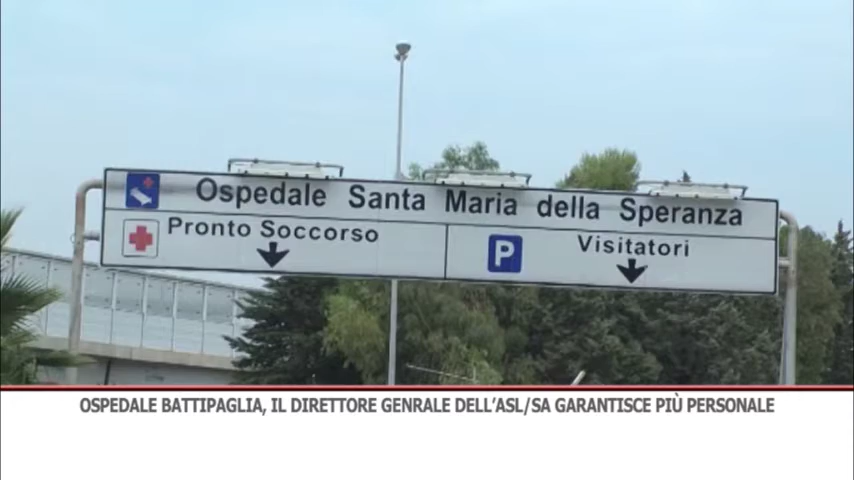 Ospedale Santa Maria della Speranza
Pronto Soccorso
P
Visitatori
OSPEDALE BATTIPAGLIA, IL DIRETTORE GENRALE DELL'ASL/SA GARANTISCE PIÙ PERSONALE